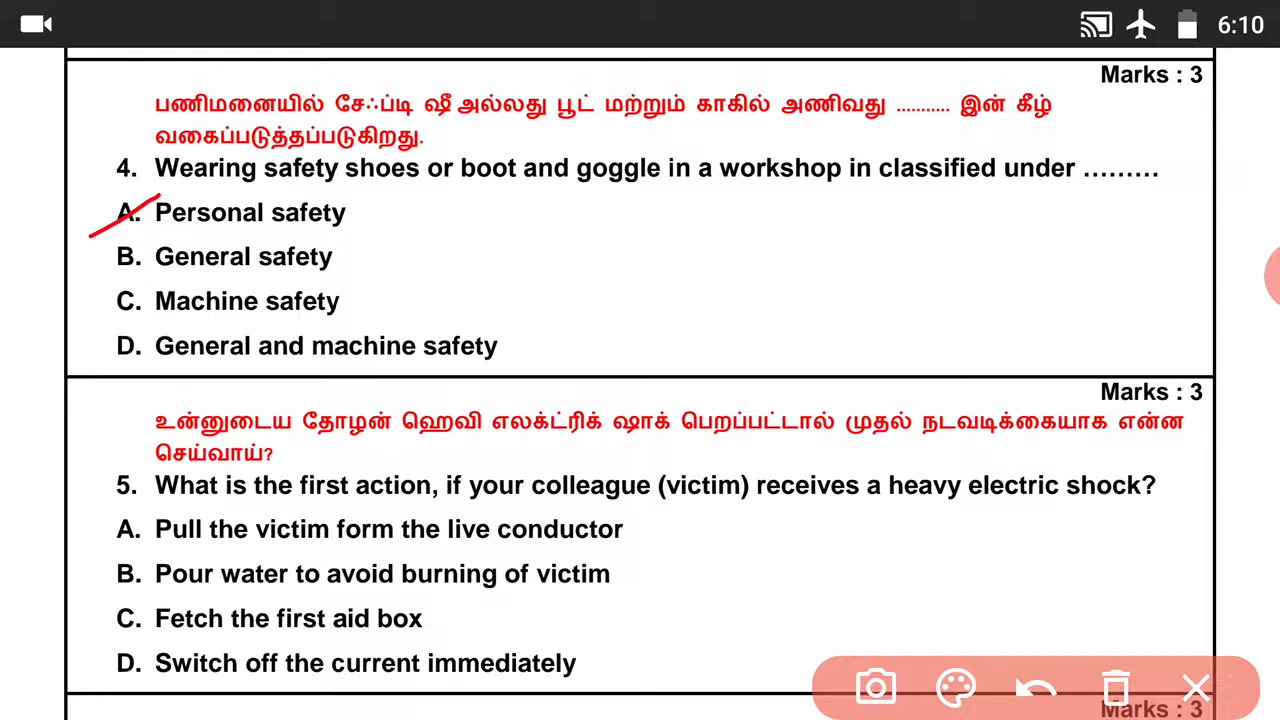 6:10
Marks : 3
பணிமனையில் சேஃப்டி ஷீ அல்லது பூட் மற்றும் காகில் அணிவது ........... இன் கீழ்
வகைப்படுத்தப்படுகிறது.
4. Wearing safety shoes or boot and goggle in a workshop in classified under .........
A. Personal safety
B. General safety
C. Machine safety
D. General and machine safety
Marks : 3
உன்னுடைய தோழன் ஹெவி எலக்ட்ரிக் ஷாக் பெறப்பட்டால் முதல் நடவடிக்கையாக என்ன
செய்வாய்?
5. What is the first action, if your colleague (victim) receives a heavy electric shock?
A. Pull the victim form the live conductor
B. Pour water to avoid burning of victim
C. Fetch the first aid box
D. Switch off the current immediately
Marks : 3